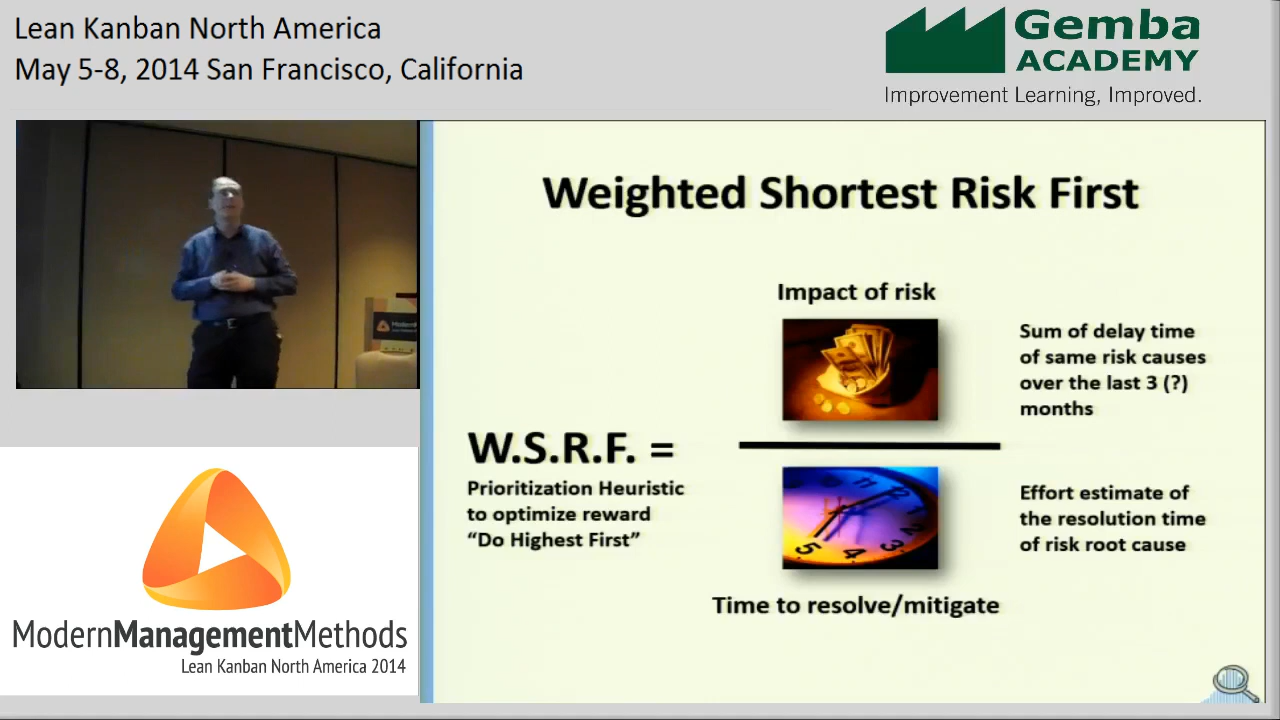 Lean Kanban North America
May 5-8, 2014 San Francisco, California
Gemba
ACADEMY
Improvement Learning, Improved.
Weighted Shortest Risk First
Impact of risk
Sum of delay time
of same risk causes
over the last 3 (?)
months
W.S.R.F. =
Prioritization Heuristic
to optimize reward
“Do Highest First”
Effort estimate of
the resolution time
of risk root cause
Time to resolve/mitigate
ModernManagementMethods
Lean Kanban North America 2014